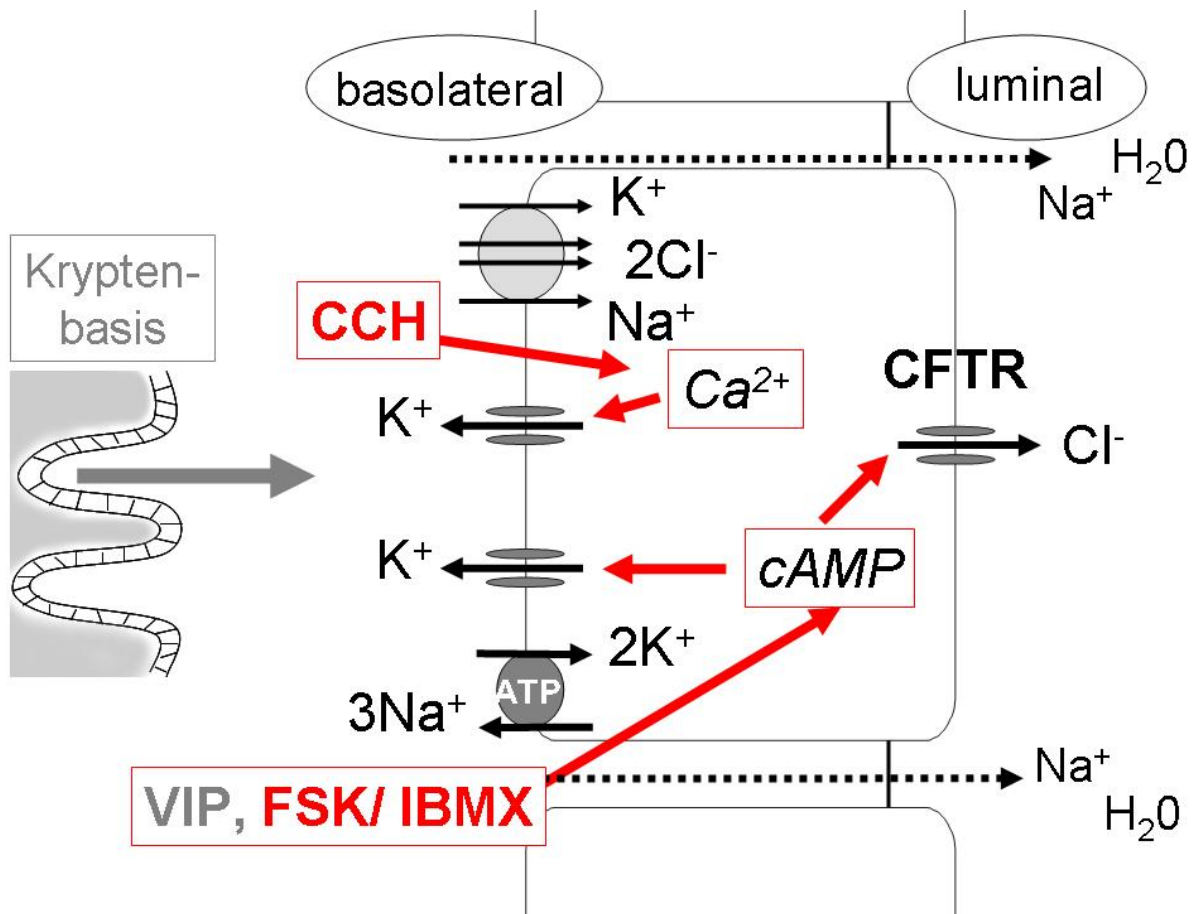 basolateral
luminal
H₂0
Na⁺
K⁺
2Cl⁻
Na⁺
Krypten-
basis
CCH
Ca²⁺
CFTR
K⁺
Cl⁻
cAMP
K⁺
2K⁺
ATP
3Na⁺
VIP, FSK/ IBMX
Na⁺
H₂0